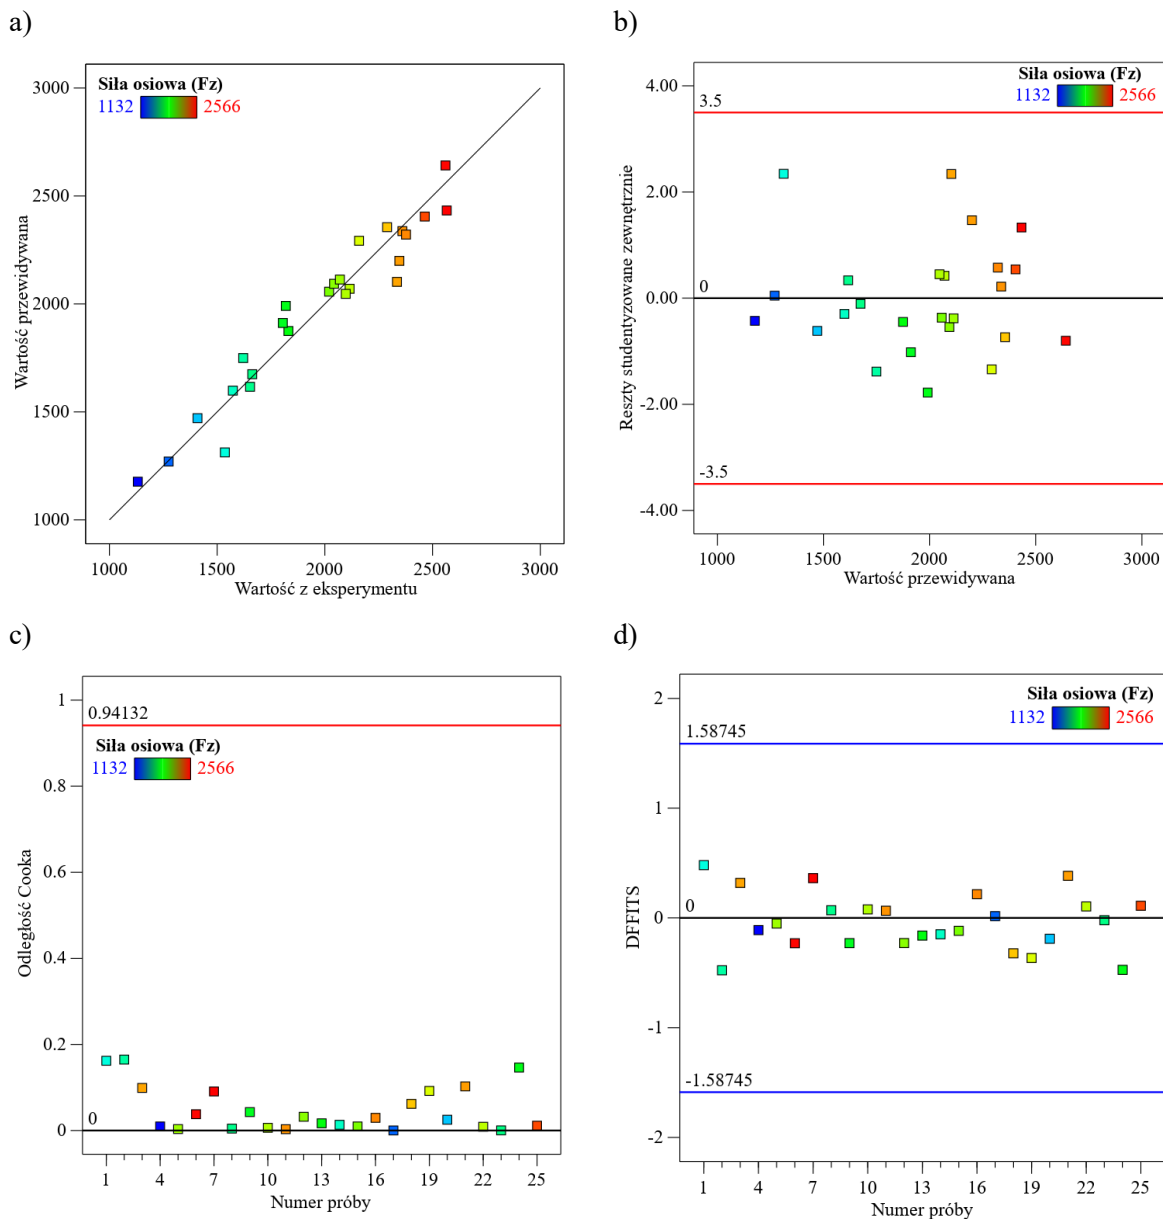 a)
Siła osiowa (Fz)
1132 2566
3000
2500
2000
1500
1000
Wartość przewidywana
1000 1500 2000 2500 3000
Wartość z eksperymentu
b)
Siła osiowa (Fz)
1132 2566
4.00
2.00
0.00
-2.00
-4.00
3.5
0
-3.5
Reszty studentyzowane zewnętrznie
1000 1500 2000 2500 3000
Wartość przewidywana
c)
1
0.8
0.6
0.4
0.2
0
0.94132
Siła osiowa (Fz)
1132 2566
0
Odległość Cooka
1 4 7 10 13 16 19 22 25
Numer próby
d)
Siła osiowa (Fz)
1132 2566
2
1
0
-1
-2
1.58745
0
-1.58745
DFFITS
1 4 7 10 13 16 19 22 25
Numer próby